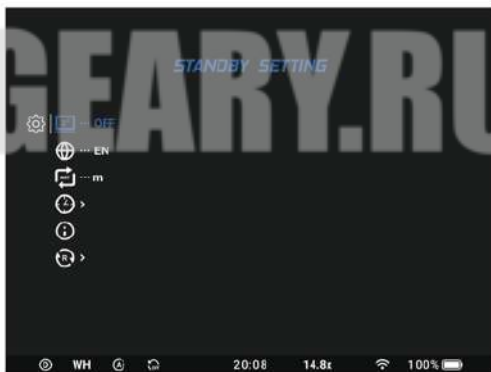 GEARY.RU
STANDBY SETTING
OFF
EN
m
R
WH A 20:08 14.8x 100%